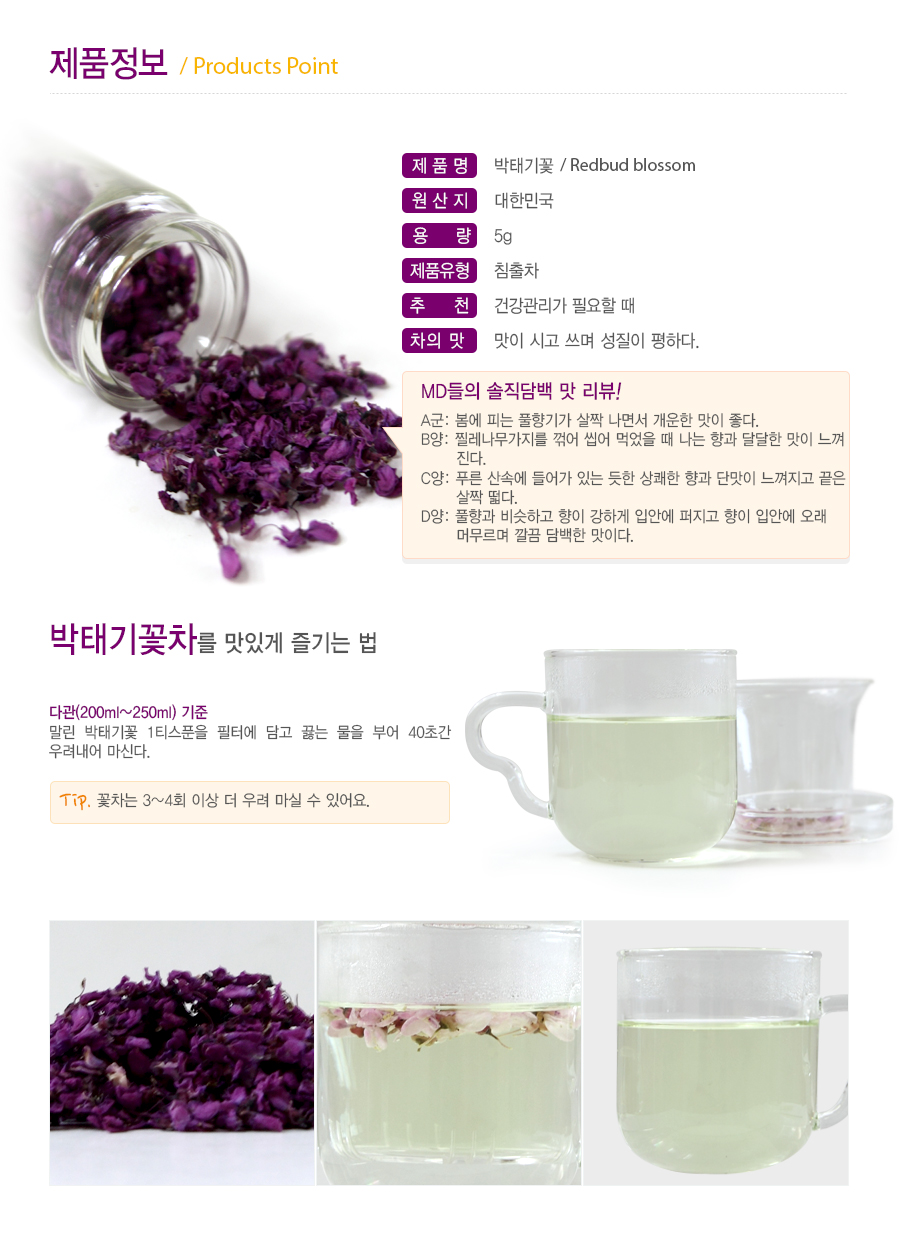 제품정보 / Products Point
제 품 명 박태기꽃 / Redbud blossom
원 산 지 대한민국
용 량 5g
제품유형 침출차
추 천 건강관리가 필요할 때
차의 맛 맛이 시고 쓰며 성질이 평하다.
MD들의 솔직담백 맛 리뷰!
A군: 봄에 피는 풀향기가 살짝 나면서 개운한 맛이 좋다.
B양: 찔레나무가지를 꺾어 씹어 먹었을 때 나는 향과 달달한 맛이 느껴
진다.
C양: 푸른 산속에 들어가 있는 듯한 상쾌한 향과 단맛이 느껴지고 끝은
살짝 떫다.
D양: 풀향과 비슷하고 향이 강하게 입안에 퍼지고 향이 입안에 오래
머무르며 깔끔 담백한 맛이다.
박태기꽃차를 맛있게 즐기는 법
다관(200ml~250ml) 기준
말린 박태기꽃 1티스푼을 필터에 담고 끓는 물을 부어 40초간
우려내어 마신다.
Tip. 꽃차는 3~4회 이상 더 우려 마실 수 있어요.